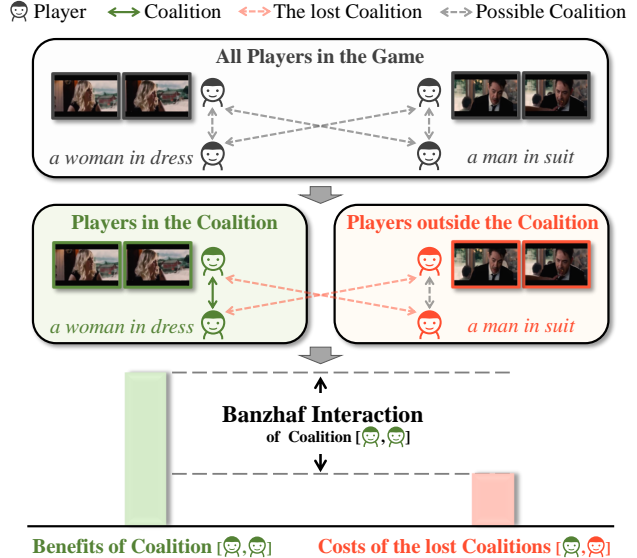 Player Coalition The lost Coalition Possible Coalition
All Players in the Game
a woman in dress a man in suit
Players in the Coalition Players outside the Coalition
a woman in dress a man in suit
Banzhaf Interaction
of Coalition [ , ]
Benefits of Coalition [ , ] Costs of the lost Coalitions [ , ]